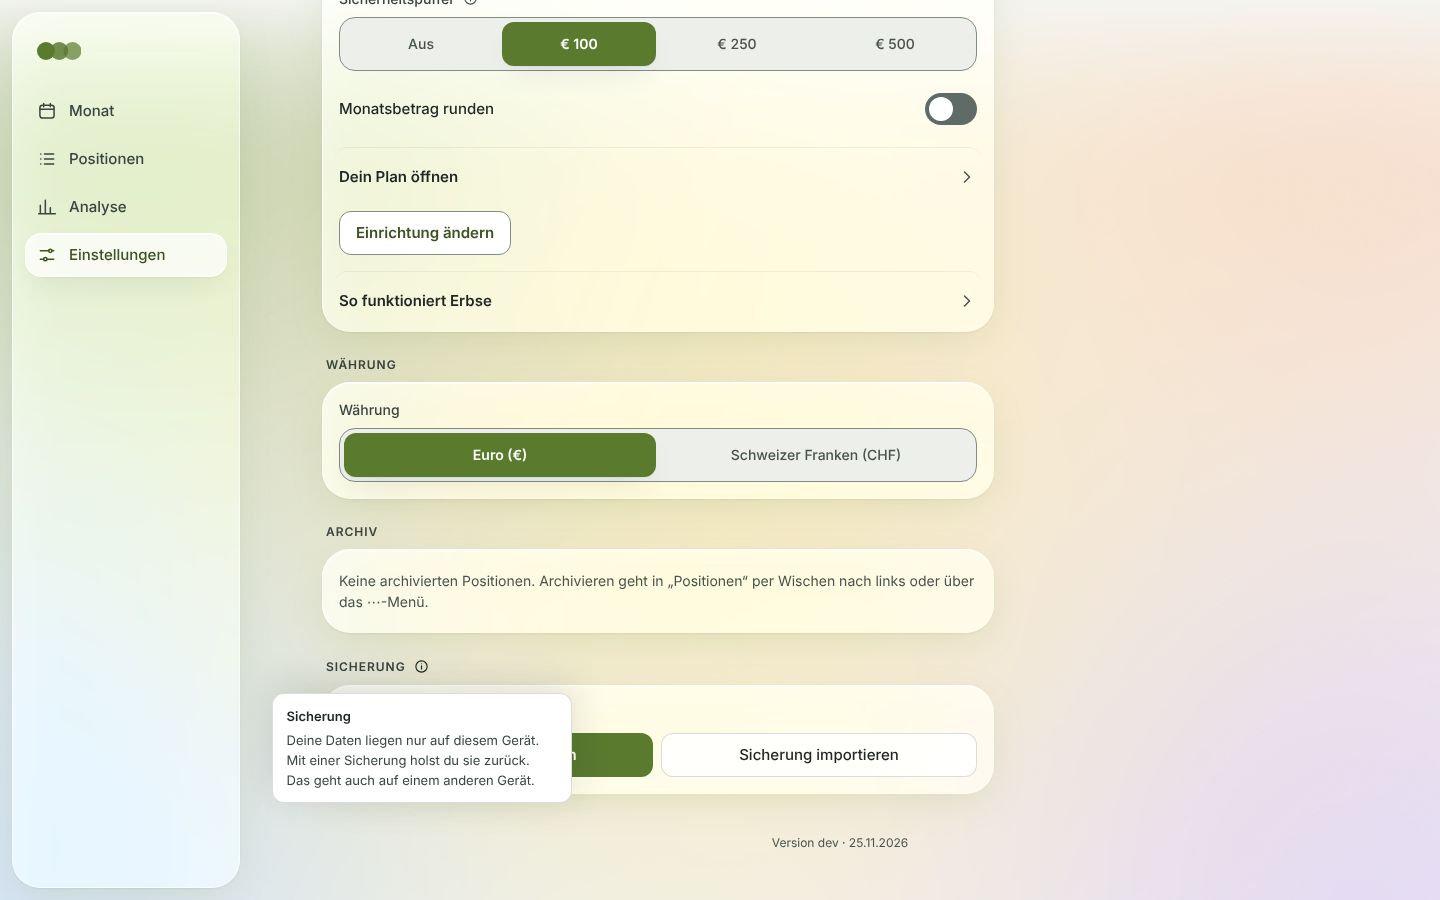 Monat
Positionen
Analyse
Einstellungen
Sicherheitspuffer
Aus
€ 100
€ 250
€ 500
Monatsbetrag runden
Dein Plan öffnen
Einrichtung ändern
So funktioniert Erbse
WÄHRUNG
Währung
Euro (€)
Schweizer Franken (CHF)
ARCHIV
Keine archivierten Positionen. Archivieren geht in „Positionen“ per Wischen nach links oder über
das ···-Menü.
SICHERUNG
Sicherung
Deine Daten liegen nur auf diesem Gerät.
Mit einer Sicherung holst du sie zurück.
Das geht auch auf einem anderen Gerät.
Sicherung importieren
Version dev · 25.11.2026